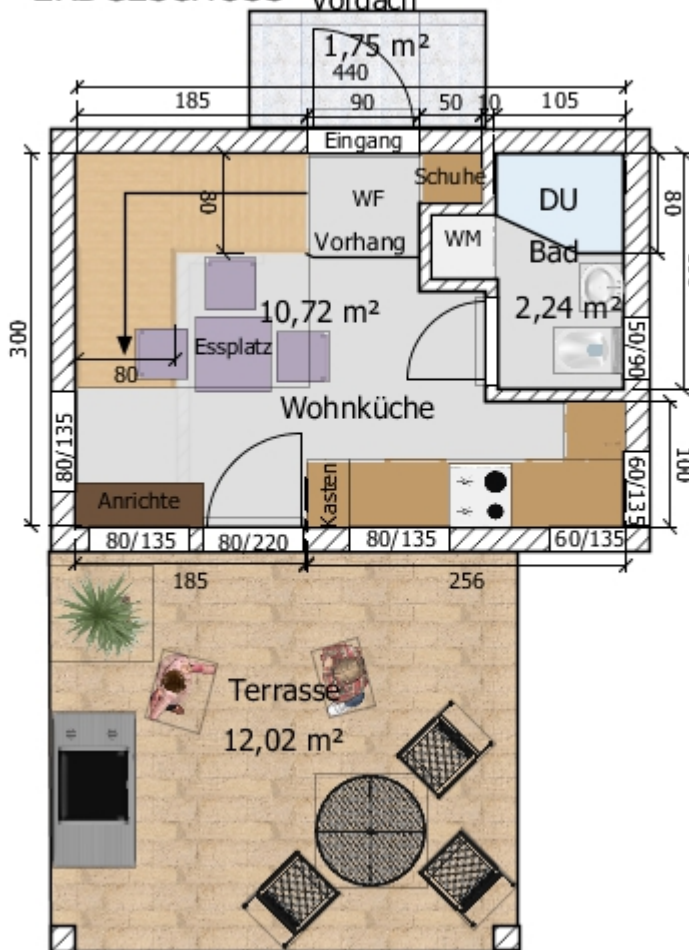 Vordach
1,75 m²
440
185
90
50
10
105
Eingang
Schuhe
WF
Vorhang
WM
DU
Bad
80
80
10,72 m²
2,24 m²
50/90
300
Essplatz
80
Wohnküche
80/135
100
Anrichte
Kasten
60/135
80/135
80/220
80/135
60/135
185
256
Terrasse
12,02 m²